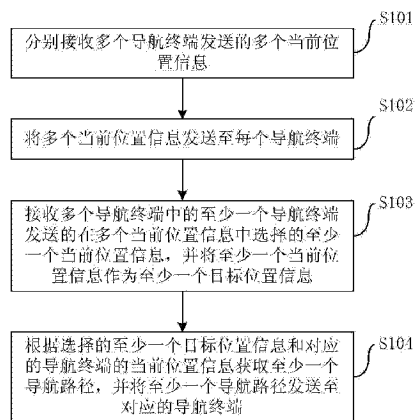 S101
分别接收多个导航终端发送的多个当前位
置信息
S102
将多个当前位置信息发送至每个导航终端
S103
接收多个导航终端中的至少一个导航终端
发送的在多个当前位置信息中选择的至少
一个当前位置信息，并将至少一个当前位
置信息作为至少一个目标位置信息
S104
根据选择的至少一个目标位置信息和对应
的导航终端的当前位置信息获取至少一个
导航路径，并将至少一个导航路径发送至
对应的导航终端